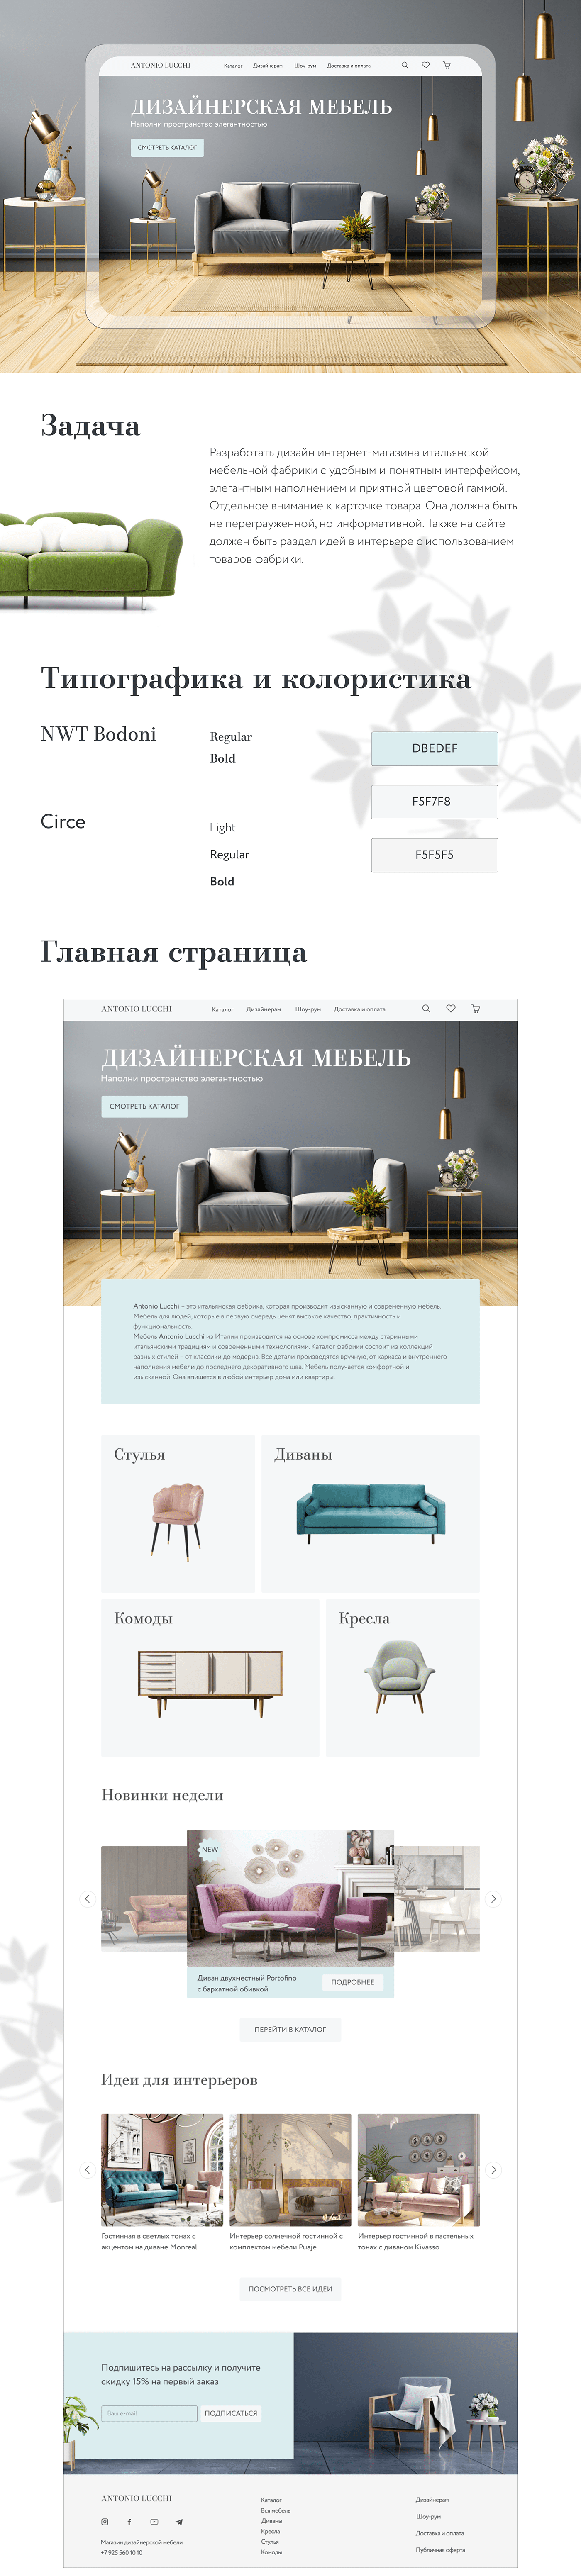 ANTONIO LUCCHI
Каталог Дизайнерам Шоу-рум Доставка и оплата
ДИЗАЙНЕРСКАЯ МЕБЕЛЬ
Наполни пространство элегантностью
СМОТРЕТЬ КАТАЛОГ
Задача
Разработать дизайн интернет-магазина итальянской
мебельной фабрики с удобным и понятным интерфейсом,
элегантным наполнением и приятной цветовой гаммой.
Отдельное внимание к карточке товара. Она должна быть
не перегруженной, но информативной. Также на сайте
должен быть раздел идей в интерьере с использованием
товаров фабрики.
Типографика и колористика
NWT Bodoni
Regular
Bold
DBEDEF
F5F7F8
F5F5F5
Circe
Light
Regular
Bold
Главная страница
ANTONIO LUCCHI
Каталог Дизайнерам Шоу-рум Доставка и оплата
ДИЗАЙНЕРСКАЯ МЕБЕЛЬ
Наполни пространство элегантностью
СМОТРЕТЬ КАТАЛОГ
Antonio Lucchi – это итальянская фабрика, которая производит изысканную и современную мебель.
Мебель для людей, которые в первую очередь ценят высокое качество, практичность и
функциональность.
Мебель Antonio Lucchi из Италии производится на основе компромисса между старинными
итальянскими традициями и современными технологиями. Каталог фабрики состоит из коллекций
разных стилей – от классики до модерна. Все детали производятся вручную, от каркаса и внутреннего
наполнения мебели до последнего декоративного шва. Мебель получается комфортной и
изысканной. Она впишется в любой интерьер дома или квартиры.
Стулья
Диваны
Комоды
Кресла
Новинки недели
NEW
Диван двухместный Portofino
с бархатной обивкой
ПОДРОБНЕЕ
ПЕРЕЙТИ В КАТАЛОГ
Идеи для интерьеров
Гостинная в светлых тонах с
акцентом на диване Monreal
Интерьер солнечной гостинной с
комплектом мебели Puaje
Интерьер гостинной в пастельных
тонах с диваном Kivasso
ПОСМОТРЕТЬ ВСЕ ИДЕИ
Подпишитесь на рассылку и получите
скидку 15% на первый заказ
Ваш e-mail
ПОДПИСАТЬСЯ
ANTONIO LUCCHI
Магазин дизайнерской мебели
+7 925 560 10 10
Каталог
Вся мебель
Диваны
Кресла
Стулья
Комоды
Дизайнерам
Шоу-рум
Доставка и оплата
Публичная оферта